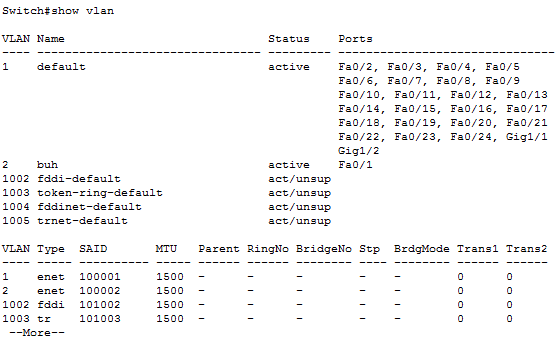 Switch#show vlan

VLAN Name                             Status    Ports
---- -------------------------------- --------- -------------------------------
1    default                          active    Fa0/2, Fa0/3, Fa0/4, Fa0/5
                                                Fa0/6, Fa0/7, Fa0/8, Fa0/9
                                                Fa0/10, Fa0/11, Fa0/12, Fa0/13
                                                Fa0/14, Fa0/15, Fa0/16, Fa0/17
                                                Fa0/18, Fa0/19, Fa0/20, Fa0/21
                                                Fa0/22, Fa0/23, Fa0/24, Gig1/1
                                                Gig1/2
2    buh                              active    Fa0/1
1002 fddi-default                     act/unsup
1003 token-ring-default               act/unsup
1004 fddinet-default                  act/unsup
1005 trnet-default                    act/unsup

VLAN Type  SAID       MTU   Parent RingNo BridgeNo Stp  BrdgMode Trans1 Trans2
---- ----- ---------- ----- ------ ------ -------- ---- -------- ------ ------
1    enet  100001     1500  -      -      -        -    -        0      0
2    enet  100002     1500  -      -      -        -    -        0      0
1002 fddi  101002     1500  -      -      -        -    -        0      0
1003 tr    101003     1500  -      -      -        -    -        0      0
 --More--